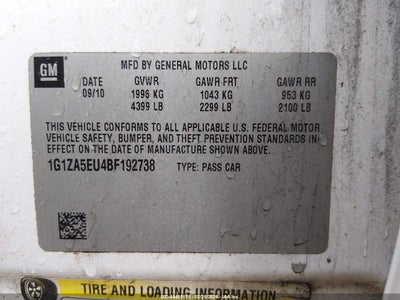 GM
MFD BY GENERAL MOTORS LLC
DATE GVWR GAWR FRT GAWR RR
09/10 1996 KG 1043 KG 953 KG
4399 LB 2299 LB 2100 LB
THIS VEHICLE CONFORMS TO ALL APPLICABLE U.S. FEDERAL MOTOR
VEHICLE SAFETY, BUMPER, AND THEFT PREVENTION STANDARDS IN
EFFECT ON THE DATE OF MANUFACTURE SHOWN ABOVE.
1G1ZA5EU4BF192738 TYPE: PASS CAR
TIRE AND LOADING INFORMATION